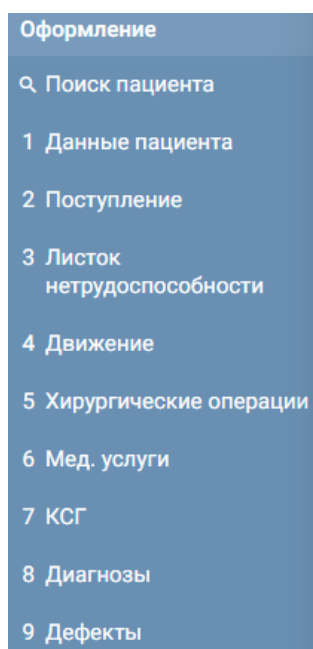 Оформление
Поиск пациента
1 Данные пациента
2 Поступление
3 Листок
нетрудоспособности
4 Движение
5 Хирургические операции
6 Мед. услуги
7 КСГ
8 Диагнозы
9 Дефекты